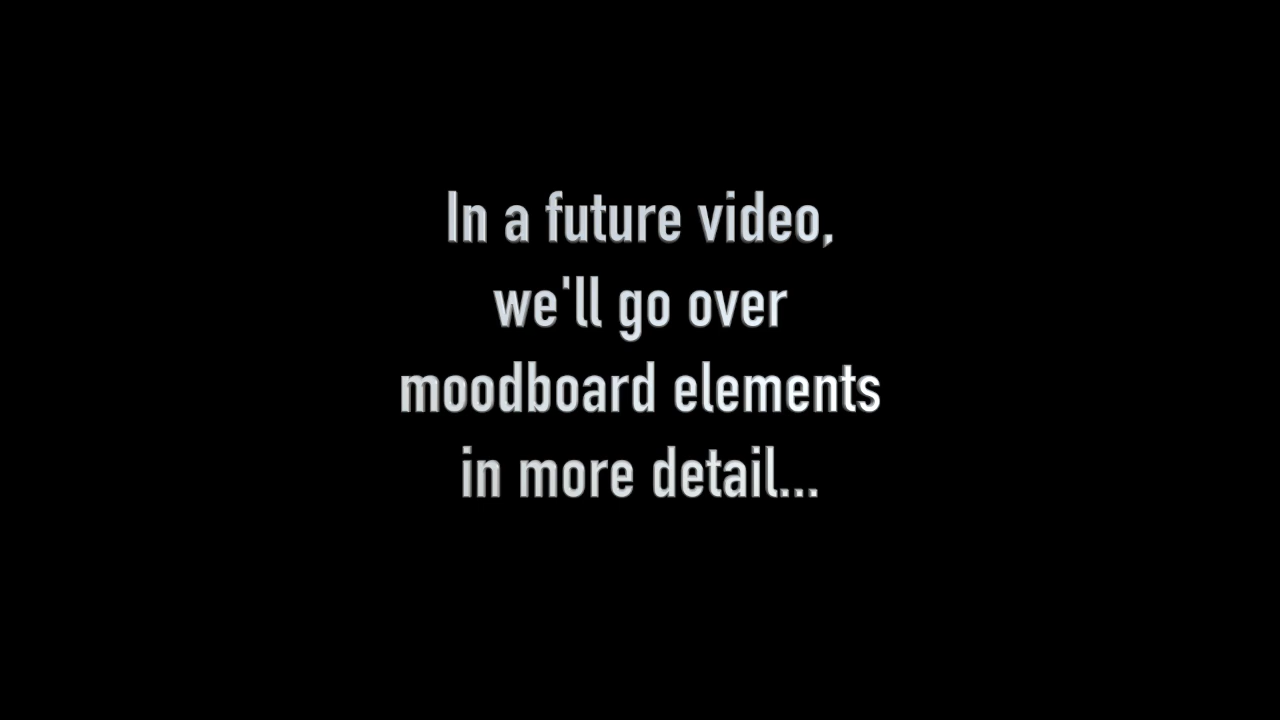 In a future video,
we'll go over
moodboard elements
in more detail...